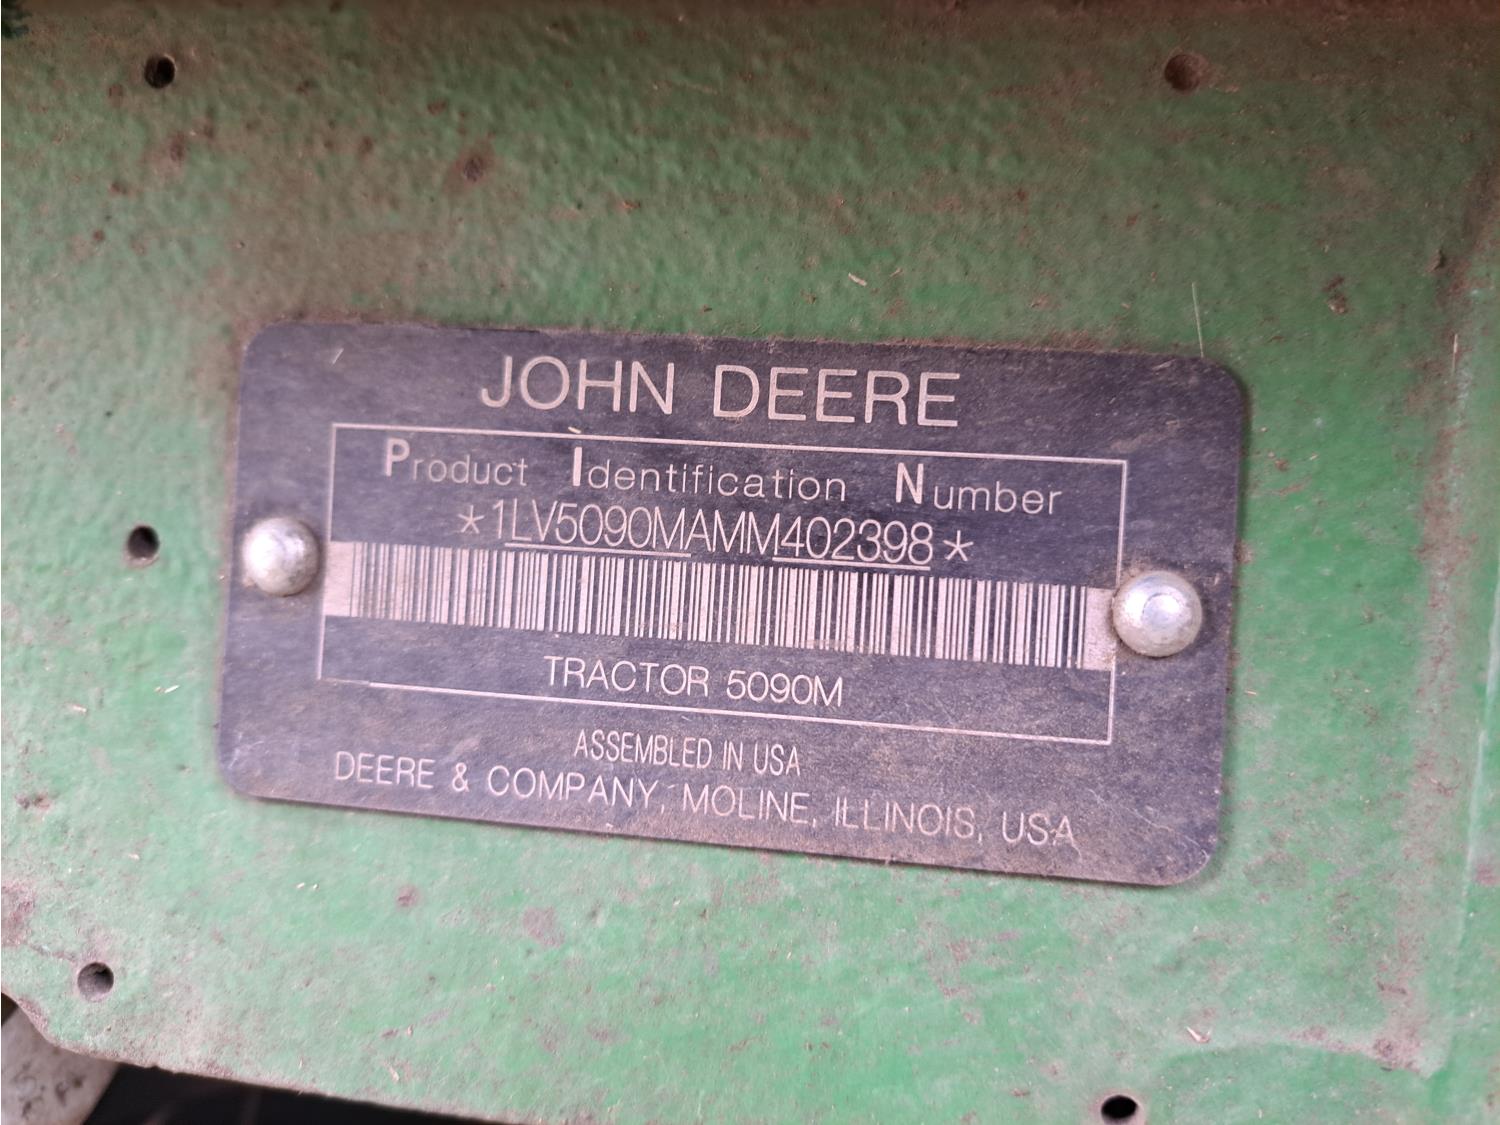 JOHN DEERE
Product Identification Number
*1LV5090MAMM402398*
TRACTOR 5090M
ASSEMBLED IN USA
DEERE & COMPANY, MOLINE, ILLINOIS, USA